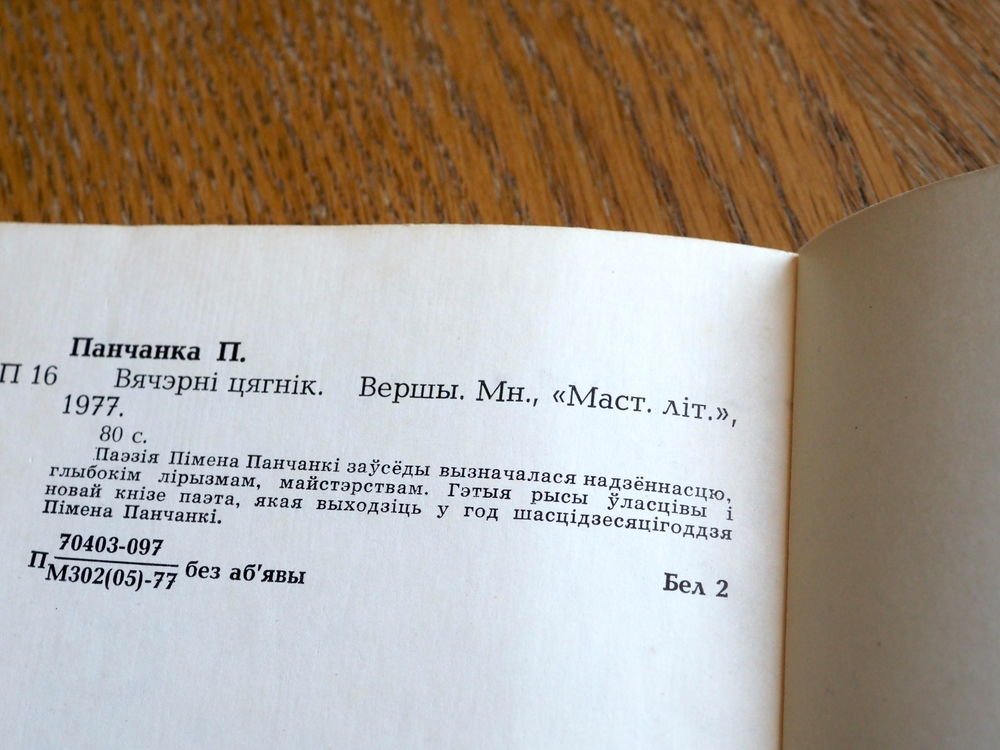 Панчанка П.
П 16 Вячэрні цягнік. Вершы. Мн., «Маст. літ.»,
1977.
80 с.
Паэзія Пімена Панчанкі заўсёды вызначалася надзённасцю,
глыбокім лірызмам, майстэрствам. Гэтыя рысы ўласцівы і
новай кнізе паэта, якая выходзіць у год шасцідзесяцігоддзя
Пімена Панчанкі.
70403-097
П М302(05)-77 без аб'явы Бел 2